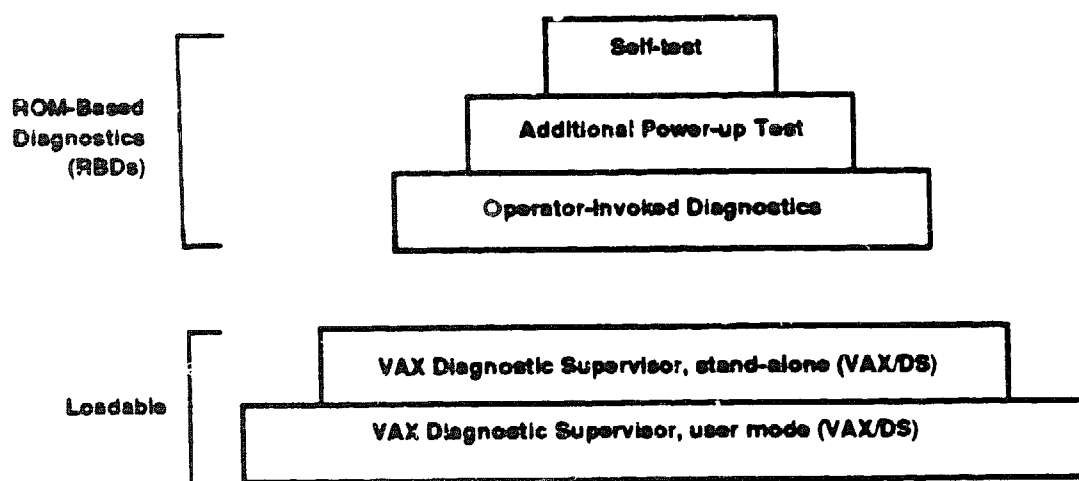 Self-test
ROM-Based
Diagnostics
(RBDs)
Additional Power-up Test
Operator-Invoked Diagnostics
VAX Diagnostic Supervisor, stand-alone (VAX/DS)
Loadable
VAX Diagnostic Supervisor, user mode (VAX/DS)